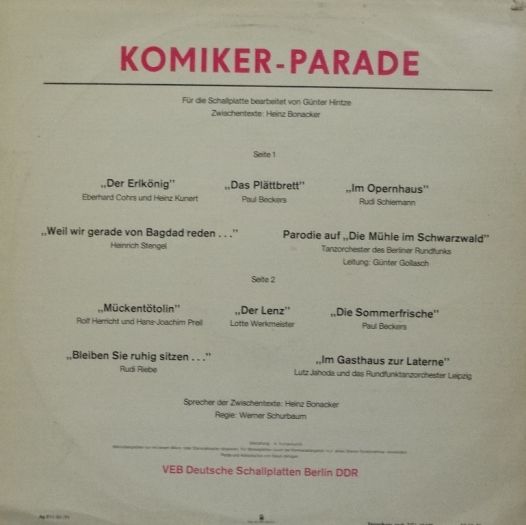 KOMIKER-PARADE
Für die Schallplatte bearbeitet von Günter Hintze
Zwischentexte: Heinz Bonacker
Seite 1
„Der Erlkönig"
Eberhard Cohrs und Heinz Kunert
„Das Plättbrett"
Paul Beckers
„Im Opernhaus"
Rudi Schiemann
„Weil wir gerade von Bagdad reden . . ."
Heinrich Stengel
Parodie auf „Die Mühle im Schwarzwald"
Tanzorchester des Berliner Rundfunks
Leitung: Günter Gollasch
Seite 2
„Mückentötolin"
Rolf Herricht und Hans-Joachim Preil
„Der Lenz"
Lotte Werkmeister
„Die Sommerfrische"
Paul Beckers
„Bleiben Sie ruhig sitzen . . ."
Rudi Riebe
„Im Gasthaus zur Laterne"
Lutz Jahoda und das Rundfunktanzorchester Leipzig
Sprecher der Zwischentexte: Heinz Bonacker
Regie: Werner Schurbaum
VEB Deutsche Schallplatten Berlin DDR